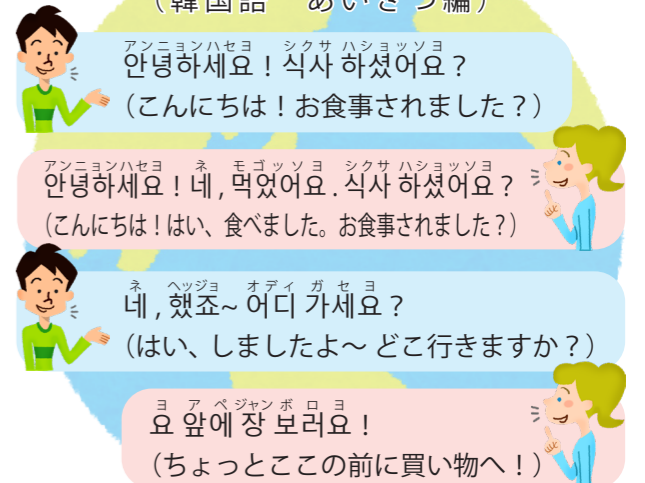 （韓国語　あいさつ編）
アンニョンハセヨ　シクサ ハショッソヨ
안녕하세요 ! 식사 하셨어요 ?
（こんにちは！お食事されました？）
アンニョンハセヨ　ネ　モゴッソヨ　シクサ ハショッソヨ
안녕하세요 ! 네 , 먹었어요 . 식사 하셨어요 ?
（こんにちは！はい、食べました。お食事されました？）
ネ　ヘッジョ　オディ ガセヨ
네 , 했죠~ 어디 가세요 ?
（はい、しましたよ〜 どこ行きますか？）
ヨ アペ ジャン ボロヨ
요 앞에 장 보러요 !
（ちょっとここの前に買い物へ！）